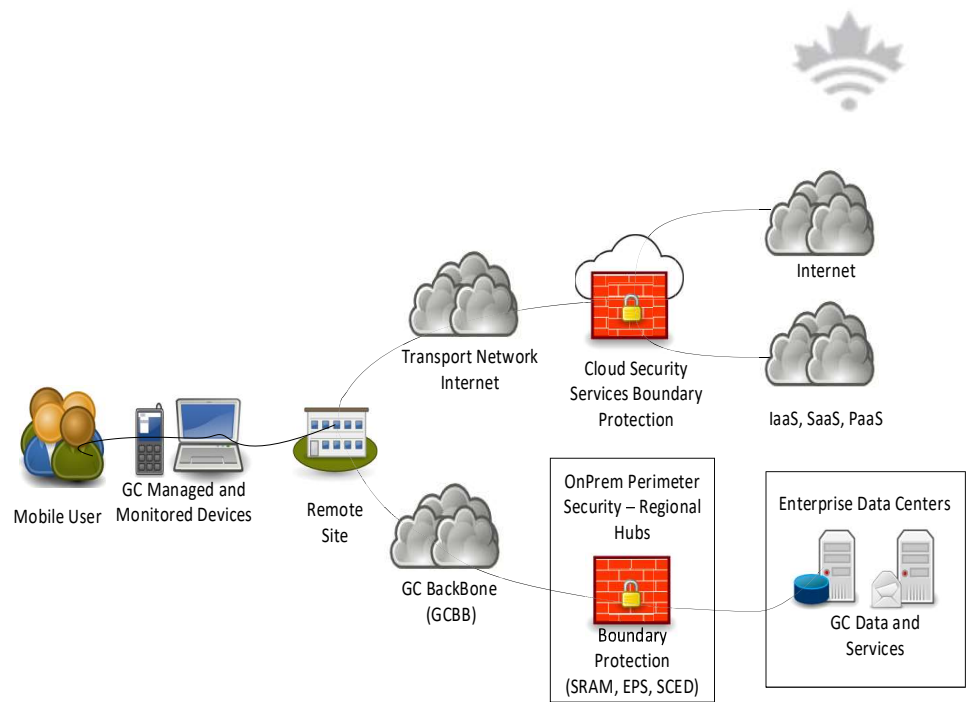 Internet
Transport Network
Internet
Cloud Security
Services Boundary
Protection
IaaS, SaaS, PaaS
Mobile User
GC Managed and
Monitored Devices
Remote
Site
GC BackBone
(GCBB)
OnPrem Perimeter
Security – Regional
Hubs
Boundary
Protection
(SRAM, EPS, SCED)
Enterprise Data Centers
GC Data and
Services